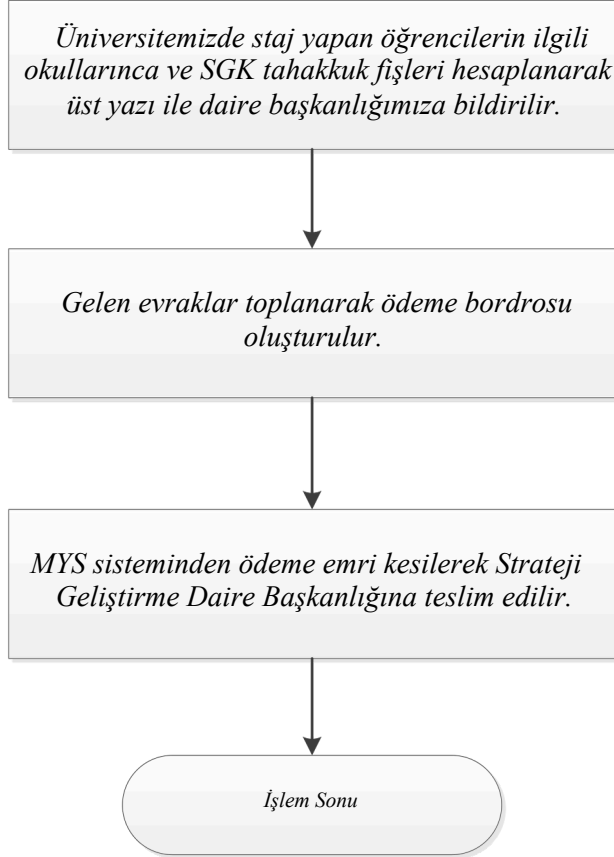 Üniversitemizde staj yapan öğrencilerin ilgili
okullarınca ve SGK tahakkuk fişleri hesaplanarak
üst yazı ile daire başkanlığımıza bildirilir.
Gelen evraklar toplanarak ödeme bordrosu
oluşturulur.
MYS sisteminden ödeme emri kesilerek Strateji
Geliştirme Daire Başkanlığına teslim edilir.
İşlem Sonu